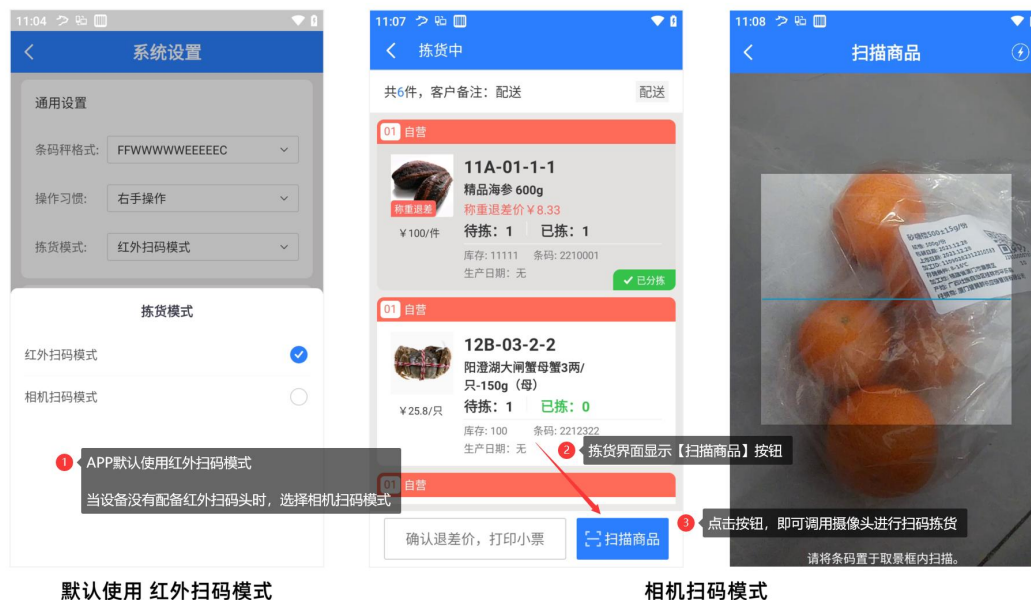 11:04
系统设置
通用设置
条码秤格式: FFWWWWWEEEEEC
操作习惯: 右手操作
拣货模式: 红外扫码模式
拣货模式
红外扫码模式
相机扫码模式
1 APP默认使用红外扫码模式
当设备没有配备红外扫码头时，选择相机扫码模式
默认使用 红外扫码模式
11:07
拣货中
共6件，客户备注：配送 配送
01 自营
11A-01-1-1
精品海参 600g
称重退差 称重退差价￥8.33
￥100/件 待拣：1 已拣：1
库存: 11111 条码: 2210001
生产日期：无 已分拣
01 自营
12B-03-2-2
阳澄湖大闸蟹母蟹3两/
只-150g（母）
￥25.8/只 待拣：1 已拣：0
库存: 100 条码: 2212322
生产日期：无
2 拣货界面显示【扫描商品】按钮
01 自营
确认退差价，打印小票 扫描商品
11:08
扫描商品
砂糖橙500±15g/份
3 点击按钮，即可调用摄像头进行扫码拣货
请将条码置于取景框内扫描。
相机扫码模式